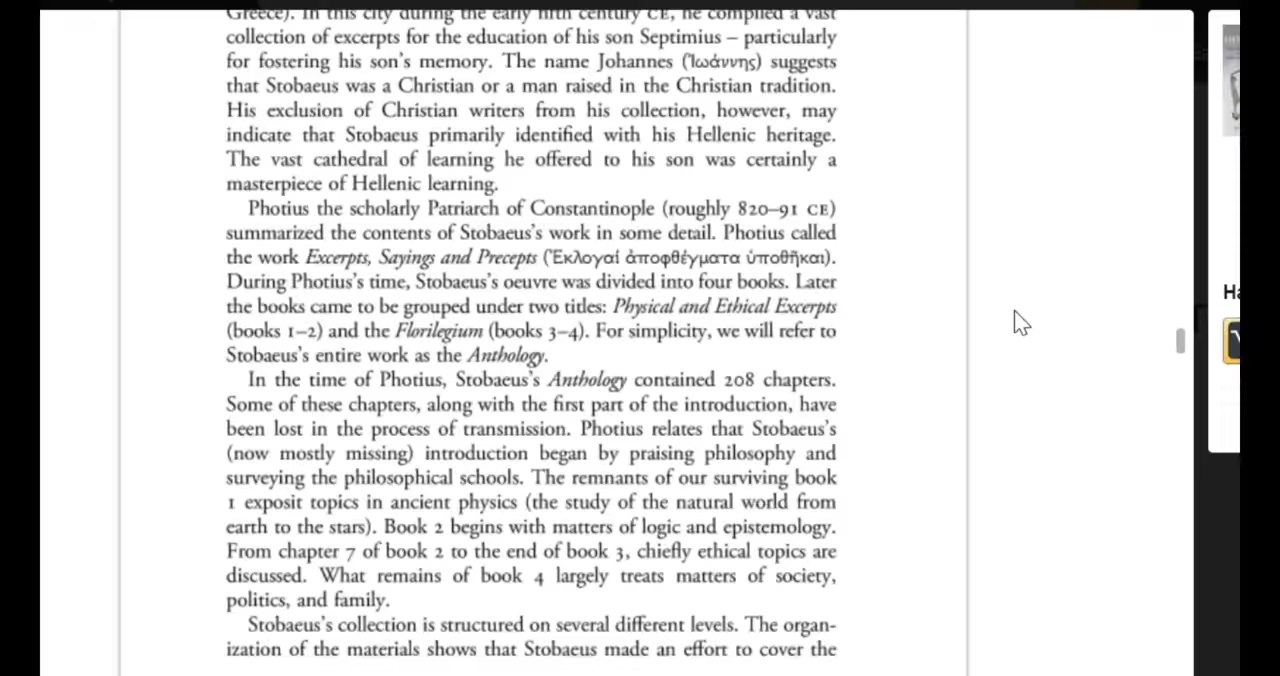 Greece). In this city during the early fifth century CE, he compiled a vast
collection of excerpts for the education of his son Septimius – particularly
for fostering his son's memory. The name Johannes (Ἰωάννης) suggests
that Stobaeus was a Christian or a man raised in the Christian tradition.
His exclusion of Christian writers from his collection, however, may
indicate that Stobaeus primarily identified with his Hellenic heritage.
The vast cathedral of learning he offered to his son was certainly a
masterpiece of Hellenic learning.
Photius the scholarly Patriarch of Constantinople (roughly 820–91 CE)
summarized the contents of Stobaeus's work in some detail. Photius called
the work Excerpts, Sayings and Precepts (Ἐκλογαί ἀποφθέγματα ὑποθῆκαι).
During Photius's time, Stobaeus's oeuvre was divided into four books. Later
the books came to be grouped under two titles: Physical and Ethical Excerpts
(books 1–2) and the Florilegium (books 3–4). For simplicity, we will refer to
Stobaeus's entire work as the Anthology.
In the time of Photius, Stobaeus's Anthology contained 208 chapters.
Some of these chapters, along with the first part of the introduction, have
been lost in the process of transmission. Photius relates that Stobaeus's
(now mostly missing) introduction began by praising philosophy and
surveying the philosophical schools. The remnants of our surviving book
1 exposit topics in ancient physics (the study of the natural world from
earth to the stars). Book 2 begins with matters of logic and epistemology.
From chapter 7 of book 2 to the end of book 3, chiefly ethical topics are
discussed. What remains of book 4 largely treats matters of society,
politics, and family.
Stobaeus's collection is structured on several different levels. The organ-
ization of the materials shows that Stobaeus made an effort to cover the